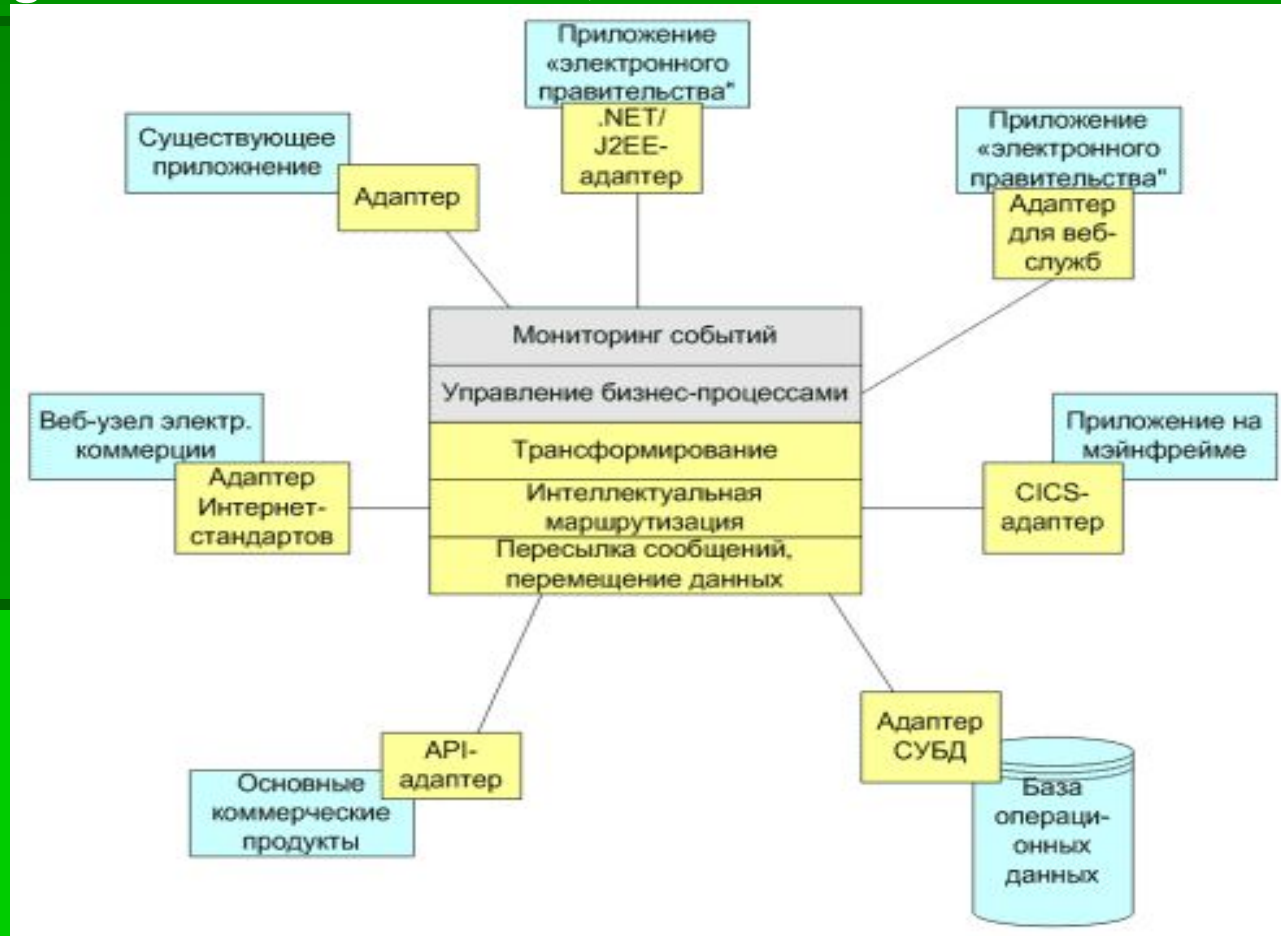 Приложение
«электронного
правительства"
.NET/
J2EE-
адаптер
Существующее
приложнение
Адаптер
Приложение
«электронного
правительства"
Адаптер
для веб-
служб
Мониторинг событий
Управление бизнес-процессами
Трансформирование
Интеллектуальная
маршрутизация
Пересылка сообщений,
перемещение данных
Веб-узел электр.
коммерции
Адаптер
Интернет-
стандартов
Приложение на
мэйнфрейме
CICS-
адаптер
API-
адаптер
Основные
коммерческие
продукты
Адаптер
СУБД
База
операци-
онных
данных